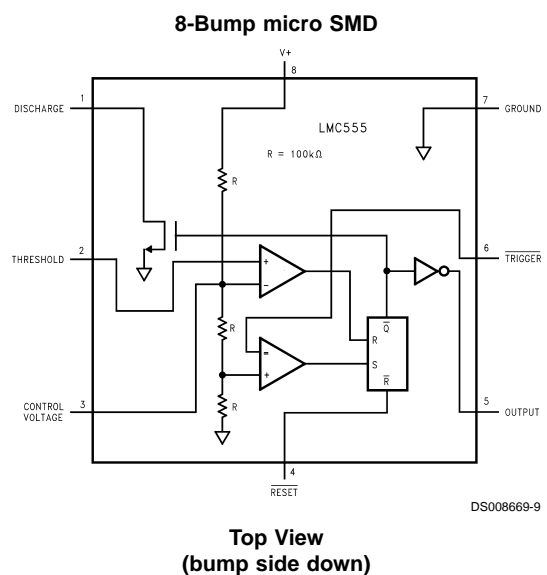 8-Bump micro SMD
V+
8
1
DISCHARGE
7
GROUND
LMC555
R = 100kΩ
R
2
THRESHOLD
6
TRIGGER
+
−
Q
R
R
=
S
+
R
R
3
CONTROL
VOLTAGE
5
OUTPUT
4
RESET
DS008669-9
Top View
(bump side down)